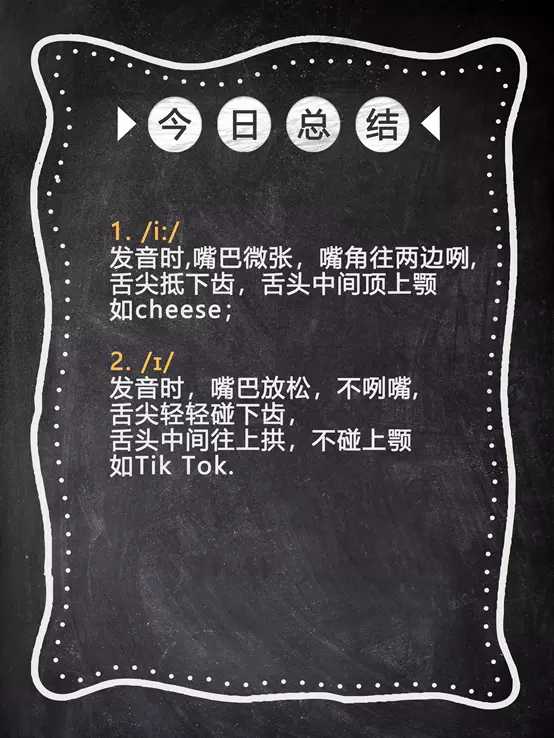 今日总结
1. /i:/
发音时,嘴巴微张，嘴角往两边咧,
舌尖抵下齿，舌头中间顶上颚
如cheese；
2. /ɪ/
发音时，嘴巴放松，不咧嘴,
舌尖轻轻碰下齿，
舌头中间往上拱，不碰上颚
如Tik Tok.